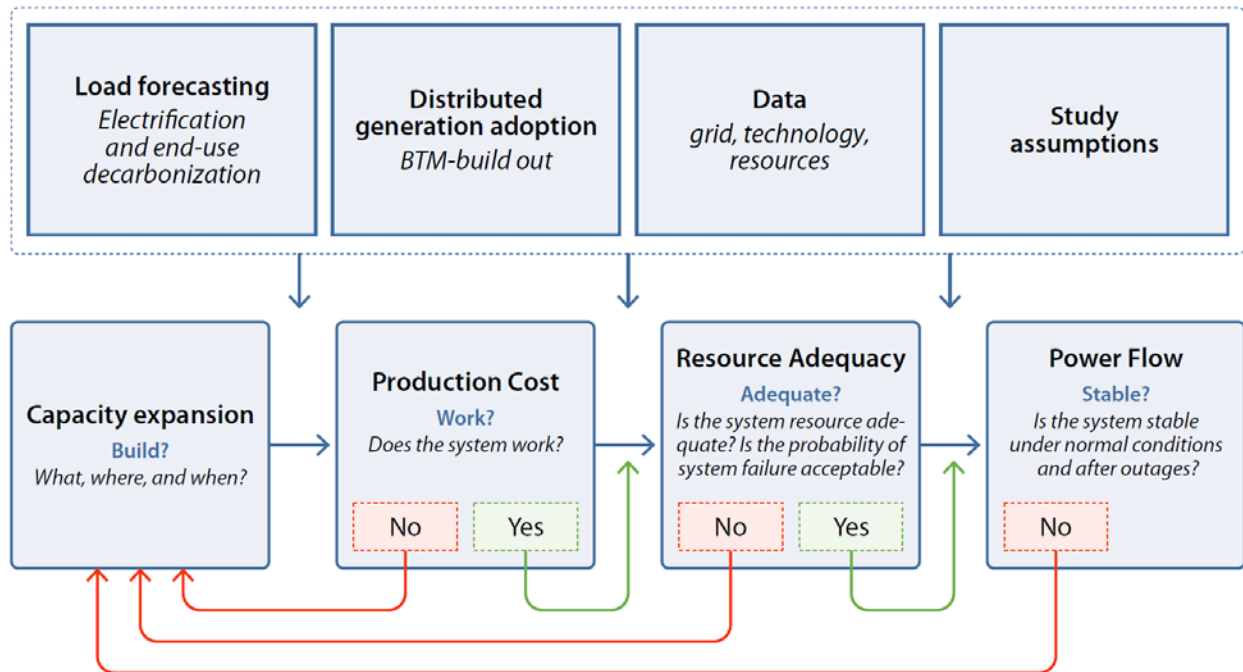 Load forecasting
Electrification
and end-use
decarbonization
Distributed
generation adoption
BTM-build out
Data
grid, technology,
resources
Study
assumptions
Capacity expansion
Build?
What, where, and when?
Production Cost
Work?
Does the system work?
No
Yes
Resource Adequacy
Adequate?
Is the system resource ade-
quate? Is the probability of
system failure acceptable?
No
Yes
Power Flow
Stable?
Is the system stable
under normal conditions
and after outages?
No